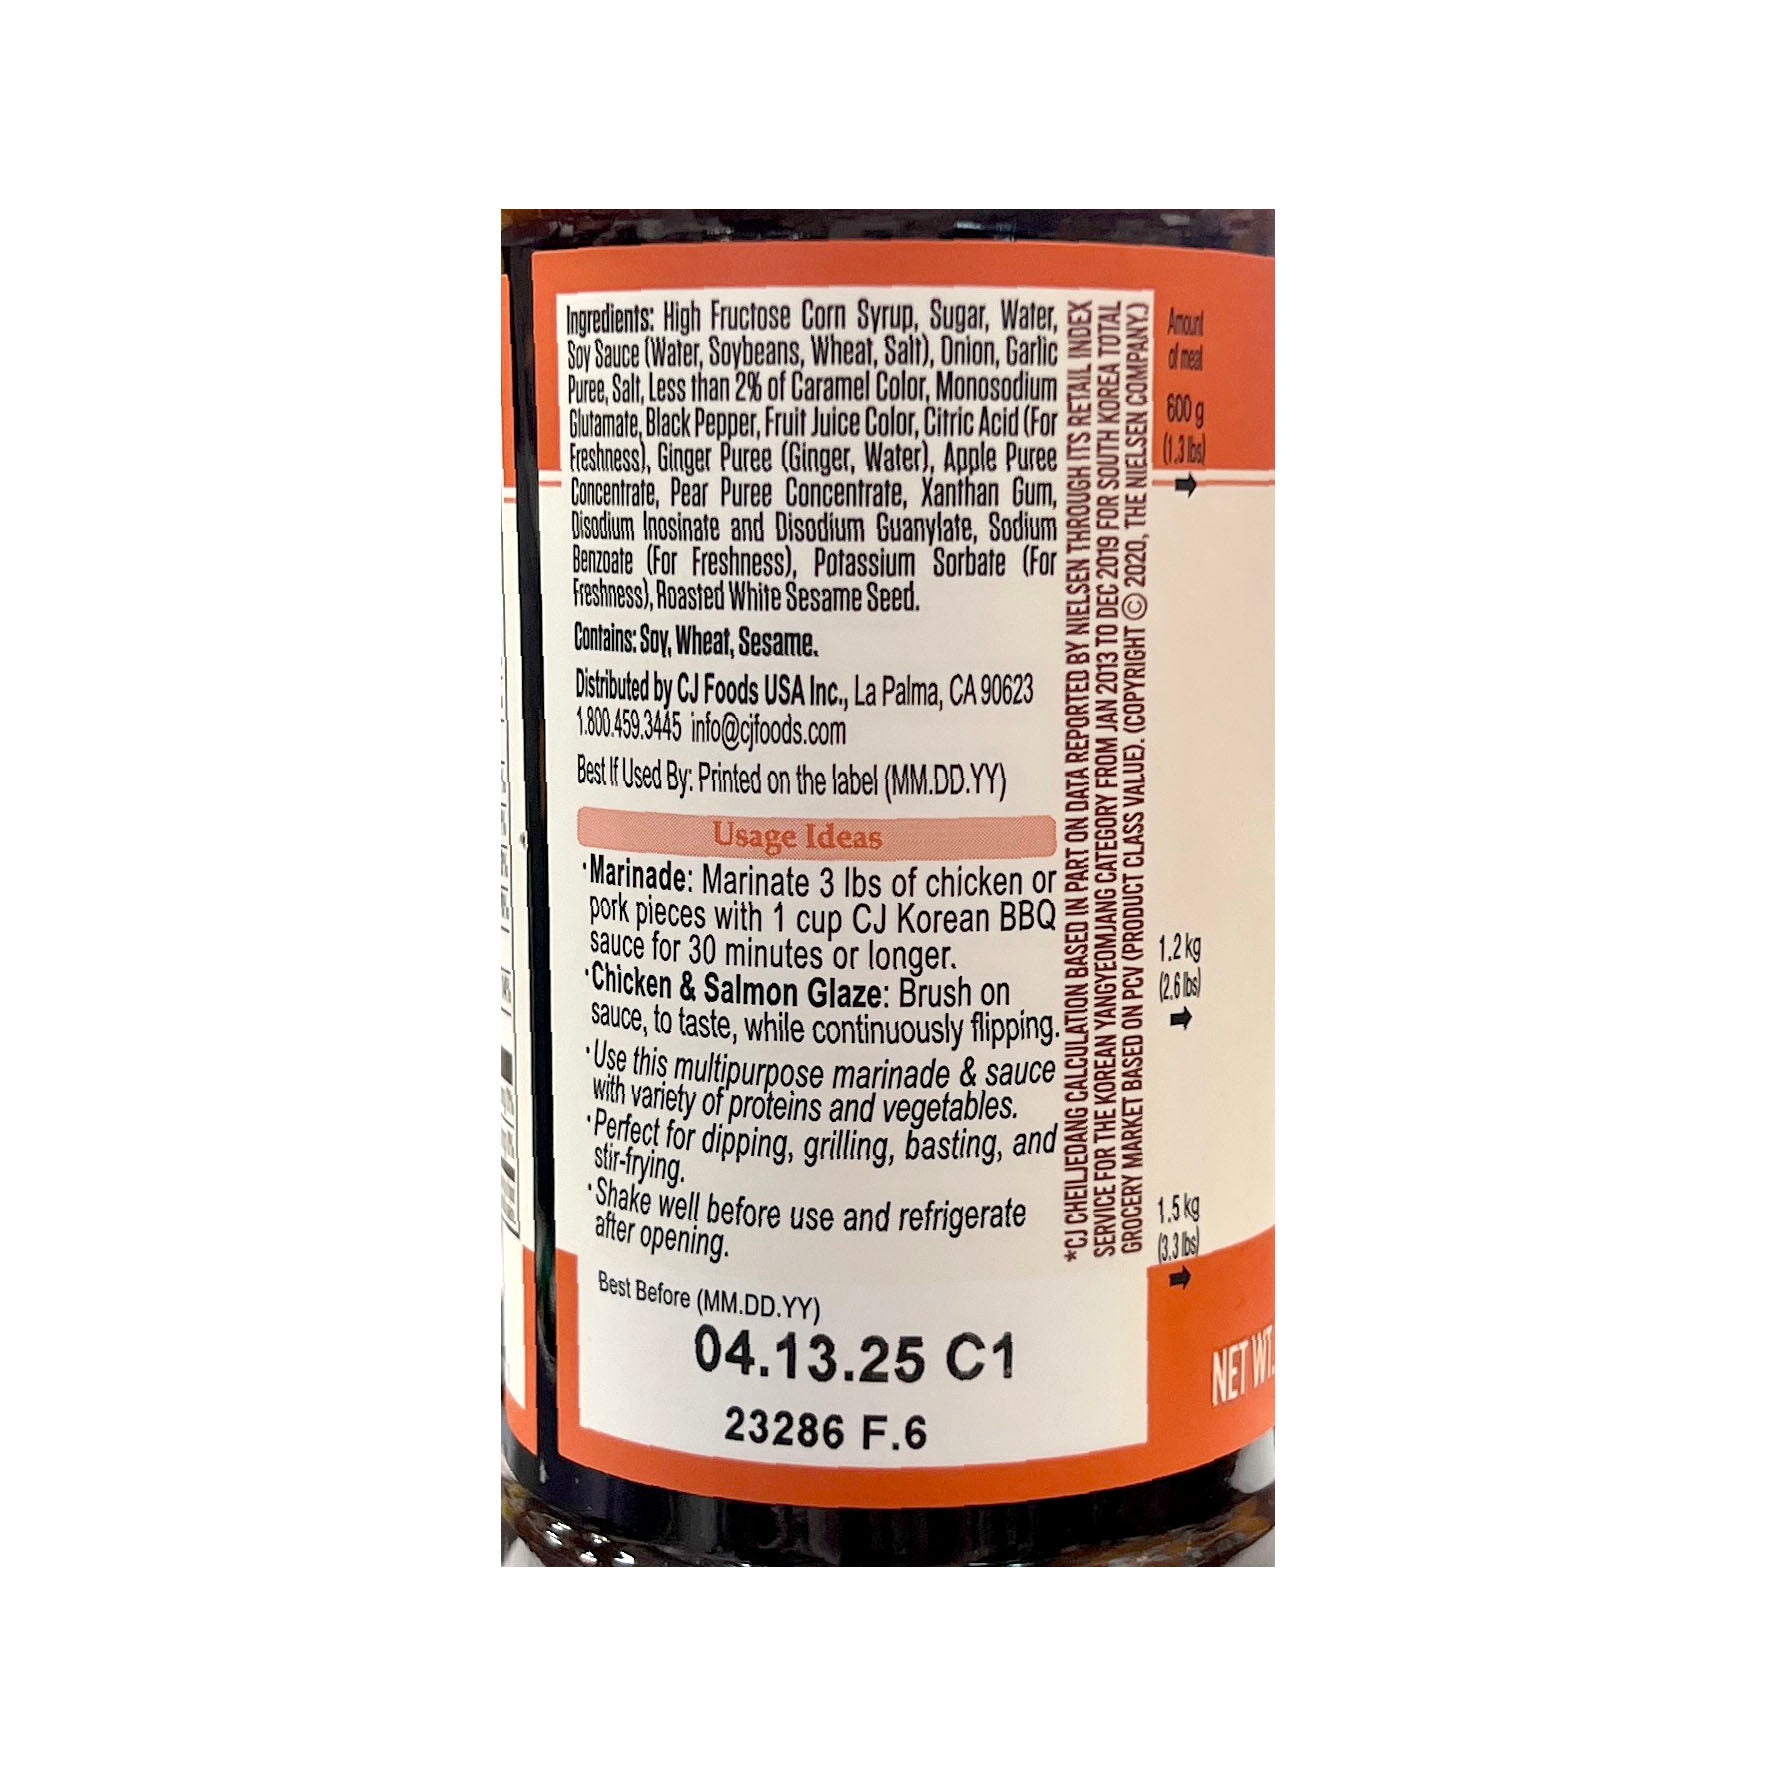 Ingredients: High Fructose Corn Syrup, Sugar, Water,
Soy Sauce (Water, Soybeans, Wheat, Salt), Onion, Garlic
Puree, Salt, Less than 2% of Caramel Color, Monosodium
Glutamate, Black Pepper, Fruit Juice Color, Citric Acid (For
Freshness), Ginger Puree (Ginger, Water), Apple Puree
Concentrate, Pear Puree Concentrate, Xanthan Gum,
Disodium Inosinate and Disodium Guanylate, Sodium
Benzoate (For Freshness), Potassium Sorbate (For
Freshness), Roasted White Sesame Seed.
Contains: Soy, Wheat, Sesame.
Distributed by CJ Foods USA Inc., La Palma, CA 90623
1.800.459.3445 info@cjfoods.com
Best If Used By: Printed on the label (MM.DD.YY)
Usage Ideas
·Marinade: Marinate 3 lbs of chicken or
pork pieces with 1 cup CJ Korean BBQ
sauce for 30 minutes or longer.
·Chicken & Salmon Glaze: Brush on
sauce, to taste, while continuously flipping.
·Use this multipurpose marinade & sauce
with variety of proteins and vegetables.
·Perfect for dipping, grilling, basting, and
stir-frying.
·Shake well before use and refrigerate
after opening.
Best Before (MM.DD.YY)
04.13.25 C1
23286 F.6
*CJ CHEILJEDANG CALCULATION BASED IN PART ON DATA REPORTED BY NIELSEN THROUGH ITS RETAIL INDEX
SERVICE FOR THE KOREAN YANGYEOMJANG CATEGORY FROM JAN 2013 TO DEC 2019 FOR SOUTH KOREA TOTAL
GROCERY MARKET BASED ON PCV (PRODUCT CLASS VALUE). (COPYRIGHT © 2020, THE NIELSEN COMPANY.)
Amount
of meat
600 g
(1.3 lbs)
1.2 kg
(2.6 lbs)
1.5 kg
(3.3 lbs)
NET WT.